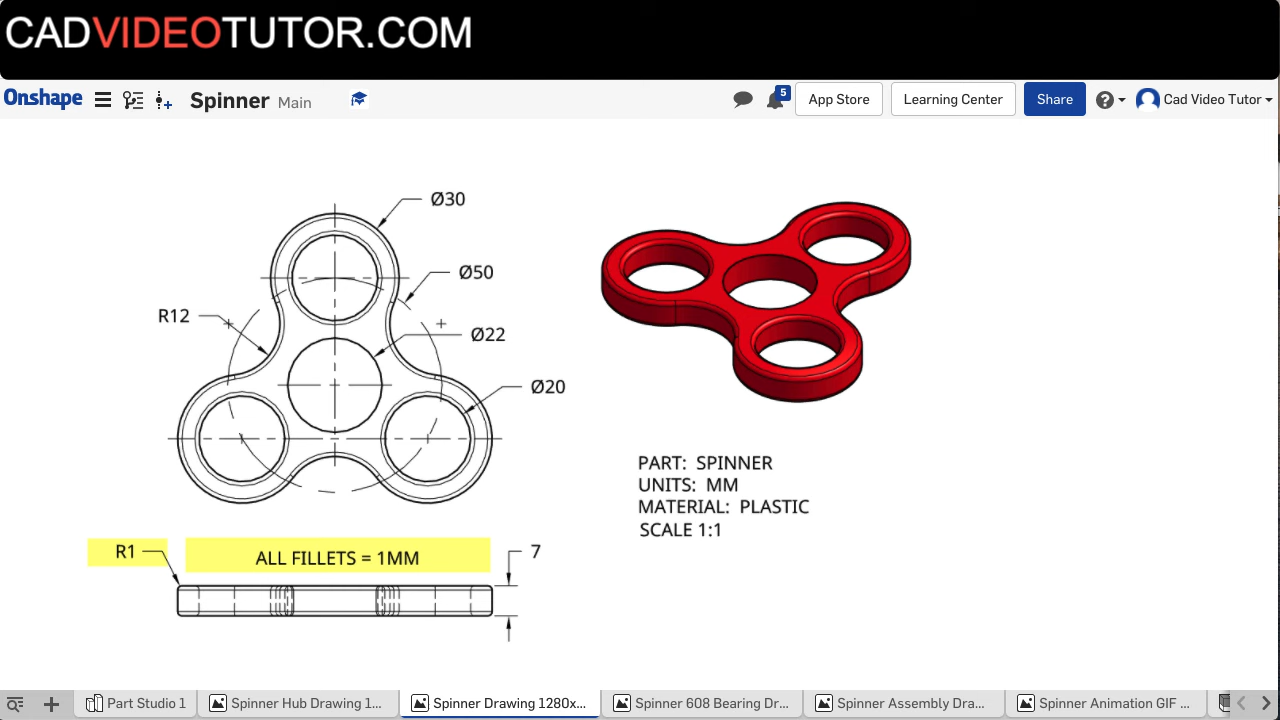 CADVIDEOTUTOR.COM
Onshape Spinner Main 5 App Store Learning Center Share ? Cad Video Tutor
Ø30
Ø50
R12
Ø22
Ø20
PART: SPINNER
UNITS: MM
MATERIAL: PLASTIC
SCALE 1:1
R1 ALL FILLETS = 1MM 7
Part Studio 1 Spinner Hub Drawing 1... Spinner Drawing 1280x... Spinner 608 Bearing Dr... Spinner Assembly Dra... Spinner Animation GIF ...